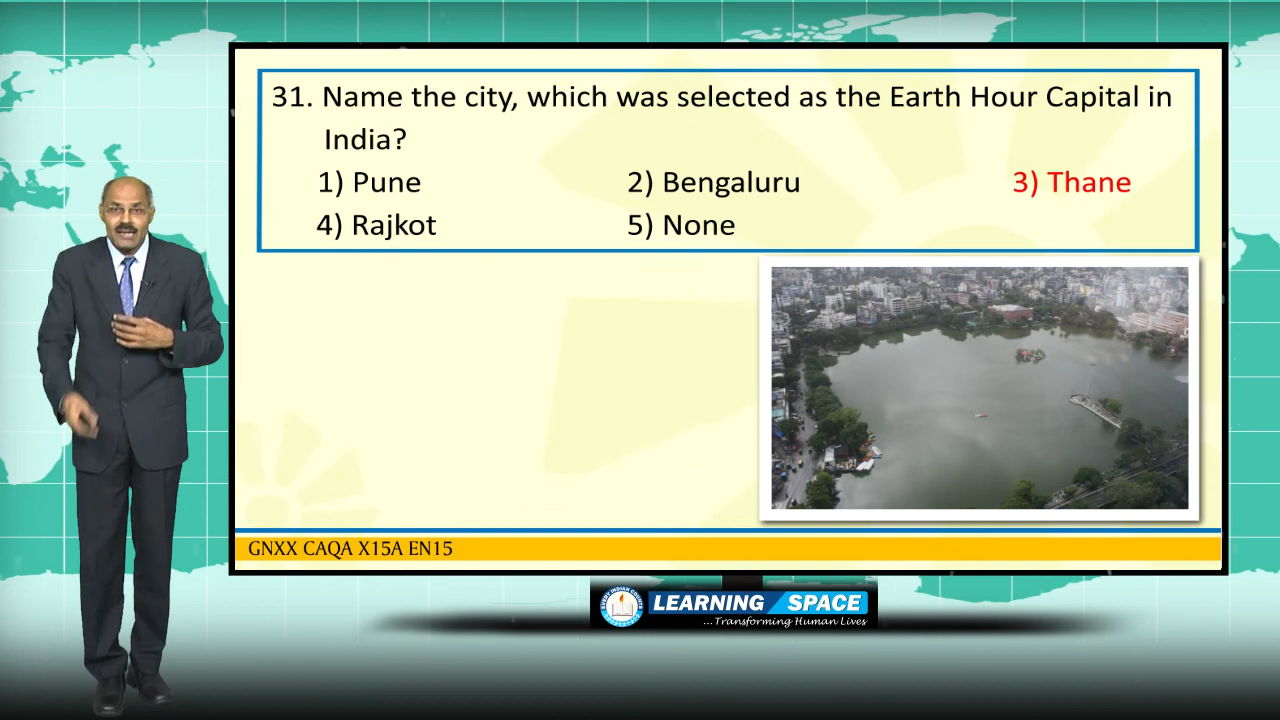 31. Name the city, which was selected as the Earth Hour Capital in
India?
1) Pune 2) Bengaluru 3) Thane
4) Rajkot 5) None
GNXX CAQA X15A EN15
LEARNING SPACE
...Transforming Human Lives